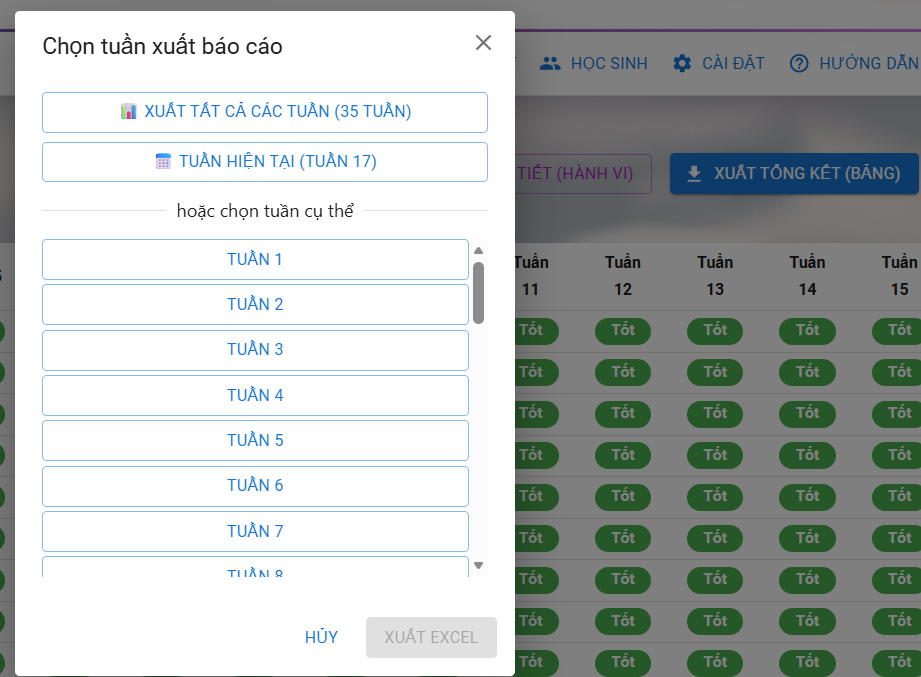 Chọn tuần xuất báo cáo
XUẤT TẤT CẢ CÁC TUẦN (35 TUẦN)
TUẦN HIỆN TẠI (TUẦN 17)
hoặc chọn tuần cụ thể
TUẦN 1
TUẦN 2
TUẦN 3
TUẦN 4
TUẦN 5
TUẦN 6
TUẦN 7
TUẦN 8
HỦY
XUẤT EXCEL
HỌC SINH CÀI ĐẶT HƯỚNG DẪN
TIẾT (HÀNH VI) XUẤT TỔNG KẾT (BẢNG)
Tuần Tuần Tuần Tuần Tuần
11 12 13 14 15
Tốt Tốt Tốt Tốt Tốt
Tốt Tốt Tốt Tốt Tốt
Tốt Tốt Tốt Tốt Tốt
Tốt Tốt Tốt Tốt Tốt
Tốt Tốt Tốt Tốt Tốt
Tốt Tốt Tốt Tốt Tốt
Tốt Tốt Tốt Tốt Tốt
Tốt Tốt Tốt Tốt Tốt
Tốt Tốt Tốt Tốt Tốt